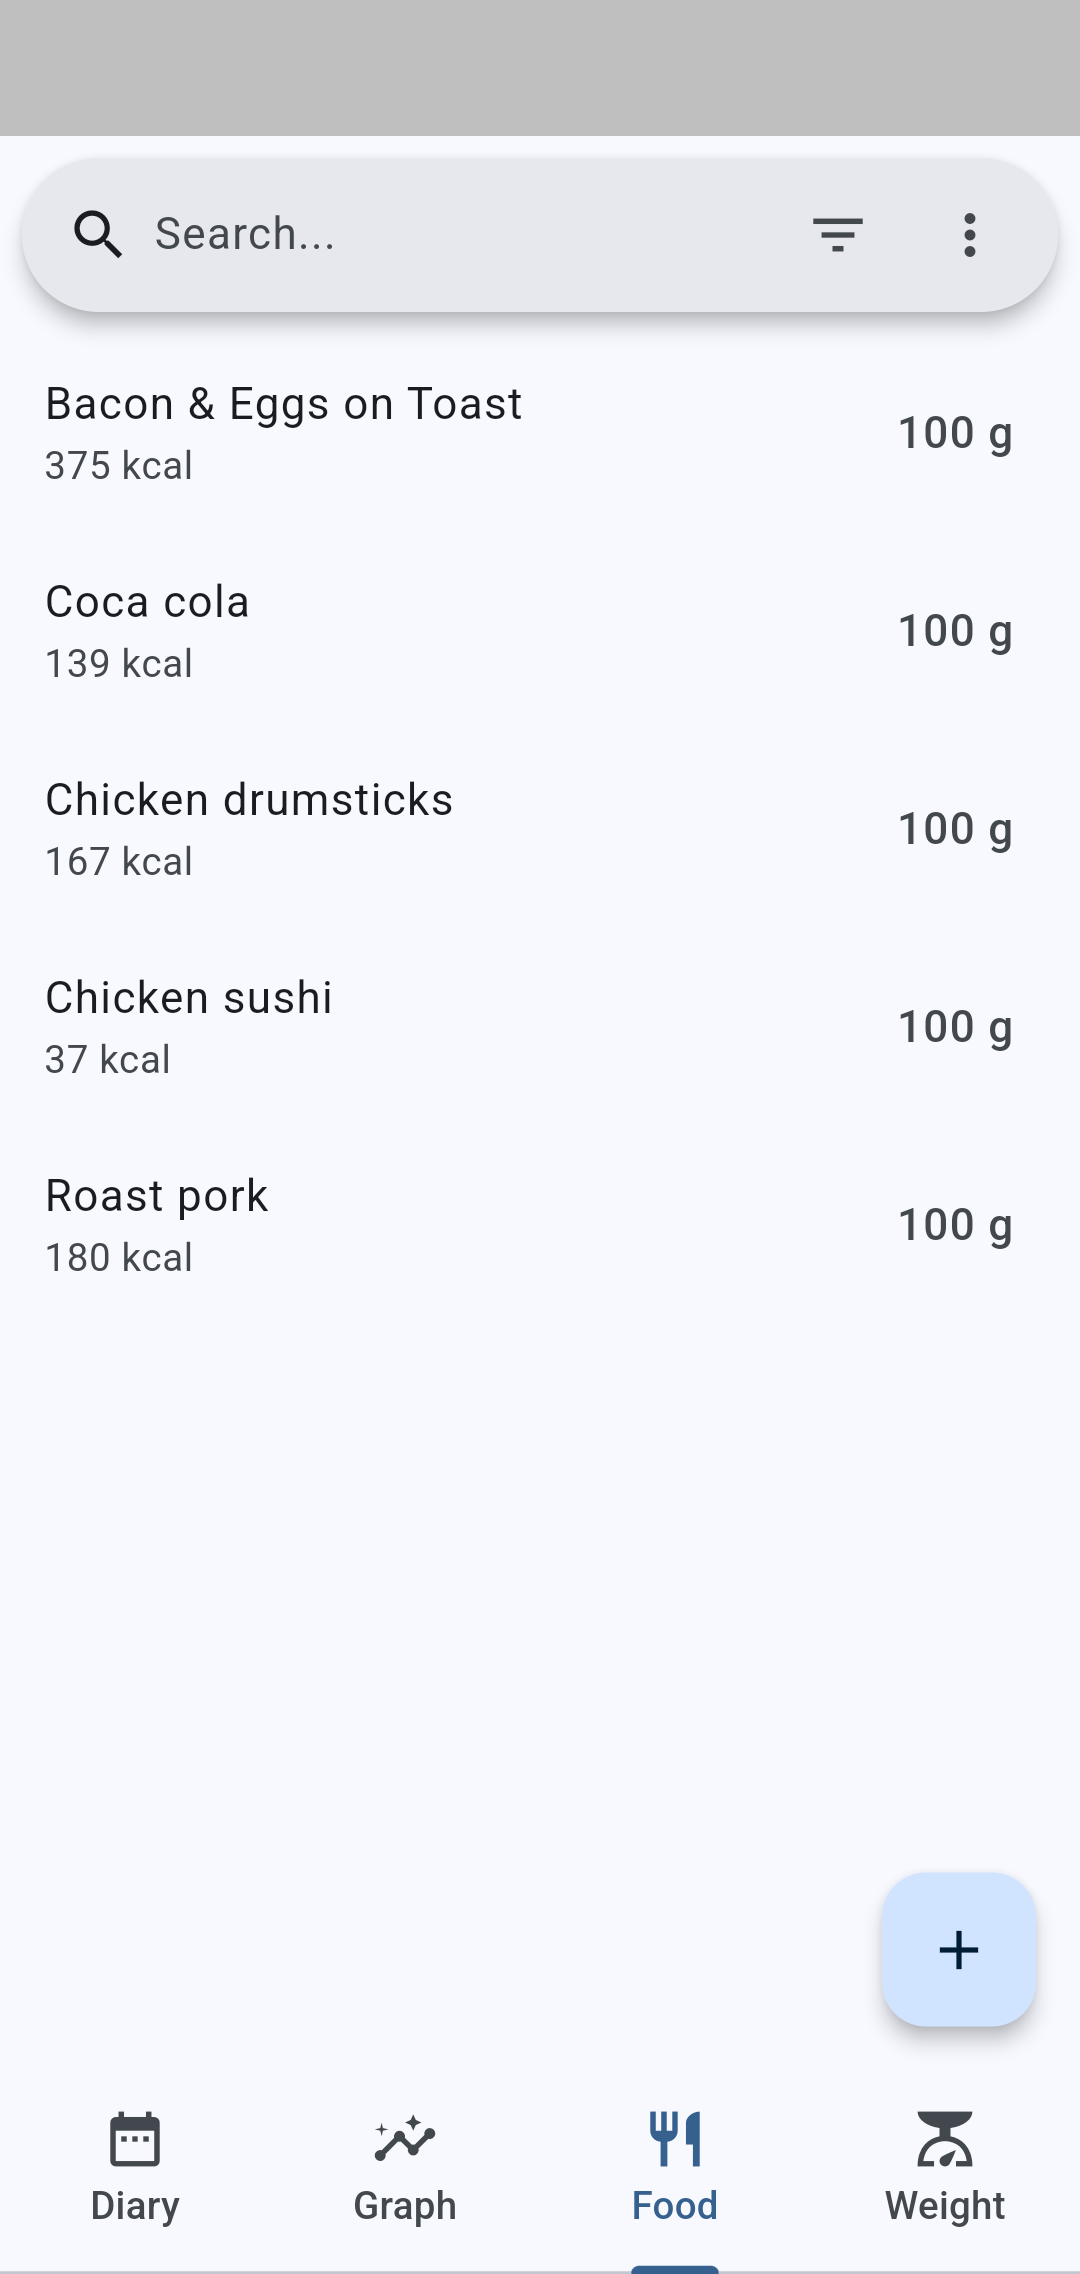 Search...
Bacon & Eggs on Toast
375 kcal
100 g
Coca cola
139 kcal
100 g
Chicken drumsticks
167 kcal
100 g
Chicken sushi
37 kcal
100 g
Roast pork
180 kcal
100 g
Diary
Graph
Food
Weight